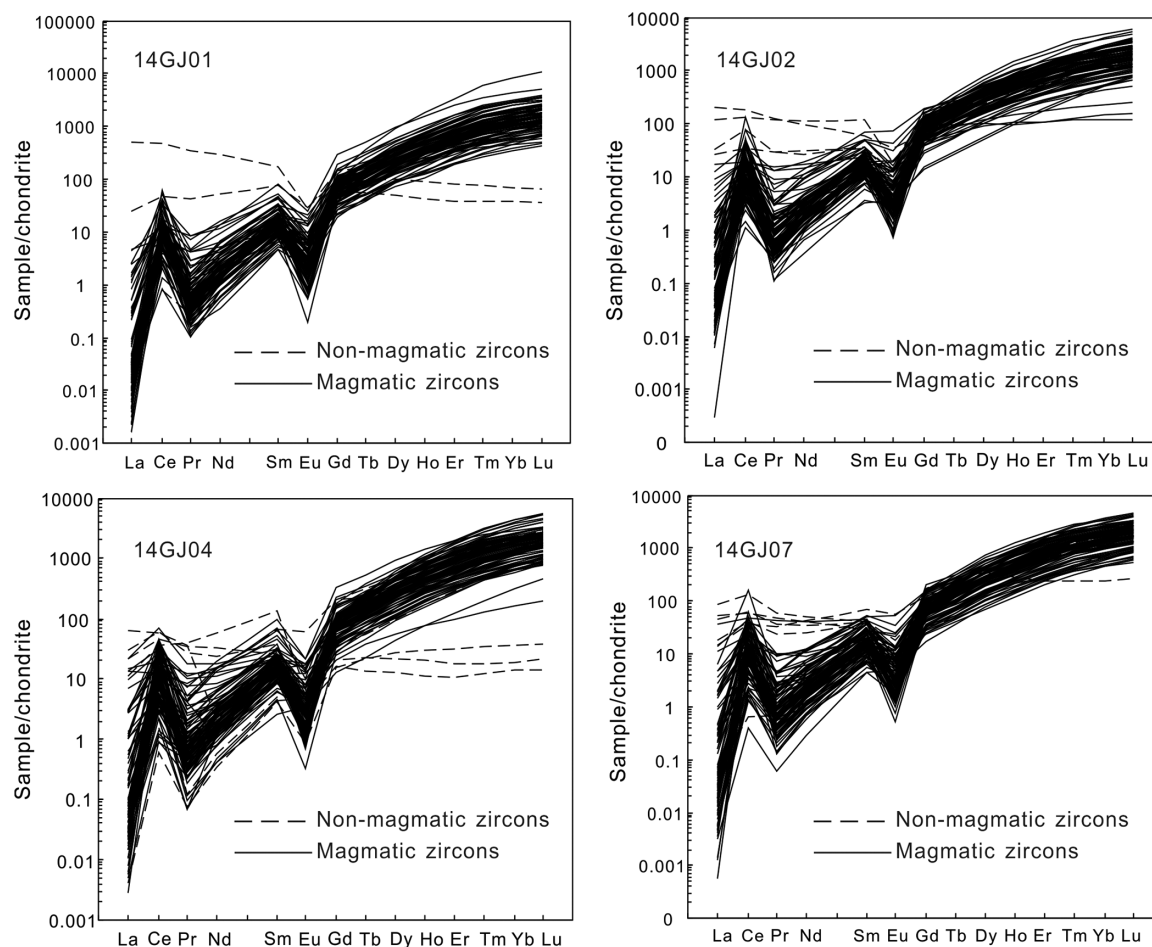 100000
10000
1000
100
10
1
0.1
0.01
0.001
Sample/chondrite
14GJ01
Non-magmatic zircons
Magmatic zircons
La Ce Pr Nd Sm Eu Gd Tb Dy Ho Er Tm Yb Lu
10000
1000
100
10
1
0.1
0.01
0.001
0
Sample/chondrite
14GJ02
Non-magmatic zircons
Magmatic zircons
La Ce Pr Nd Sm Eu Gd Tb Dy Ho Er Tm Yb Lu
10000
1000
100
10
1
0.1
0.01
0.001
Sample/chondrite
14GJ04
Non-magmatic zircons
Magmatic zircons
La Ce Pr Nd Sm Eu Gd Tb Dy Ho Er Tm Yb Lu
10000
1000
100
10
1
0.1
0.01
0.001
0
Sample/chondrite
14GJ07
Non-magmatic zircons
Magmatic zircons
La Ce Pr Nd Sm Eu Gd Tb Dy Ho Er Tm Yb Lu